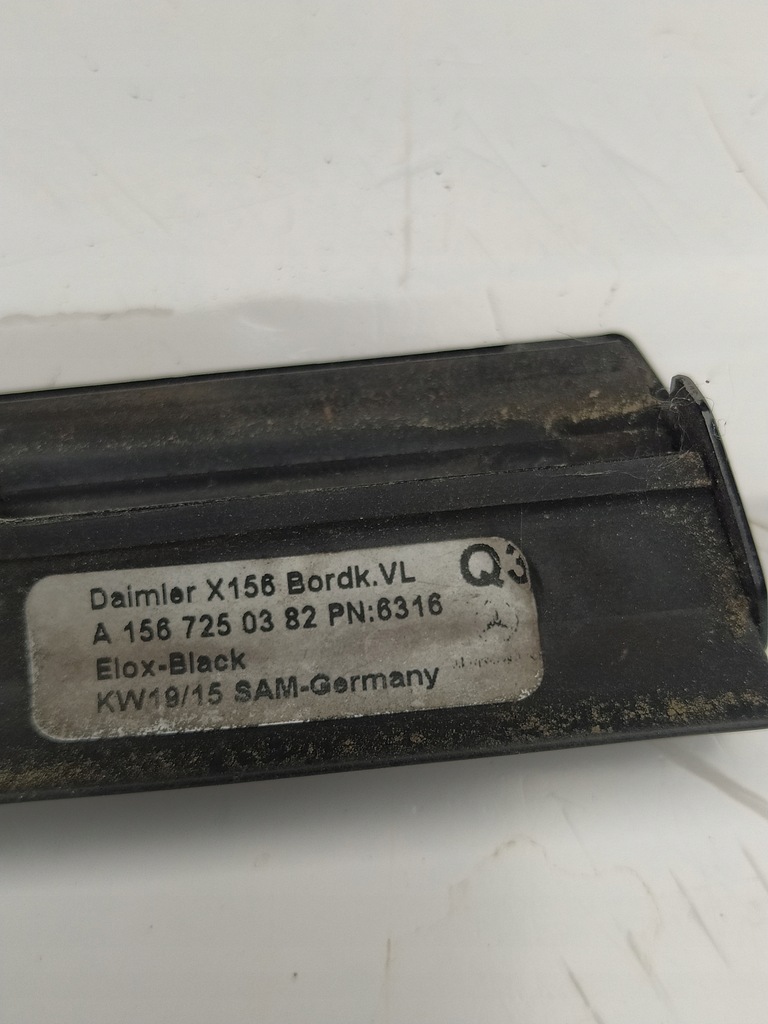 Daimler X156 Bordk.VL Q3
A 156 725 03 82 PN:6316
Elox-Black
KW19/15 SAM-Germany